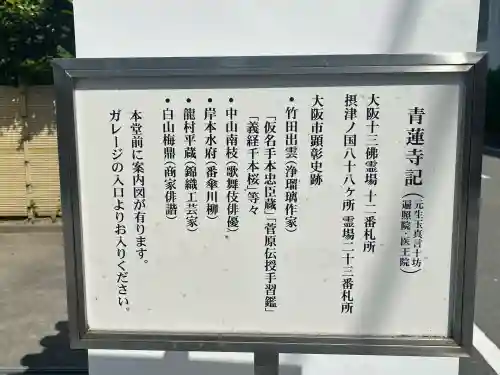 青蓮寺記
(元生玉真言十坊
遍照院・医王院)
大阪十三佛霊場 十二番札所
摂津ノ国八十八ヶ所 霊場二十三番札所
大阪市顕彰史跡
・竹田出雲(浄瑠璃作家)
「仮名手本忠臣蔵」「菅原伝授手習鑑」
「義経千本桜」等々
・中山南枝(歌舞伎俳優)
・岸本水府(番傘川柳)
・龍村平蔵(錦織工芸家)
・白山梅鼎(商家俳諧)
本堂前に案内図が有ります。
ガレージの入口よりお入りください。